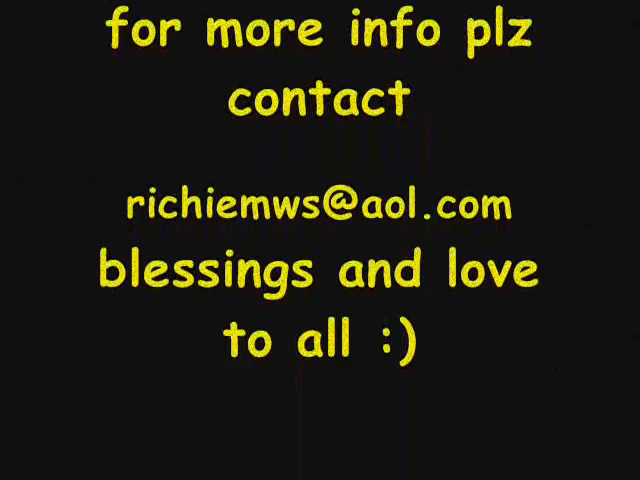 for more info plz
contact
richiemws@aol.com
blessings and love
to all :)